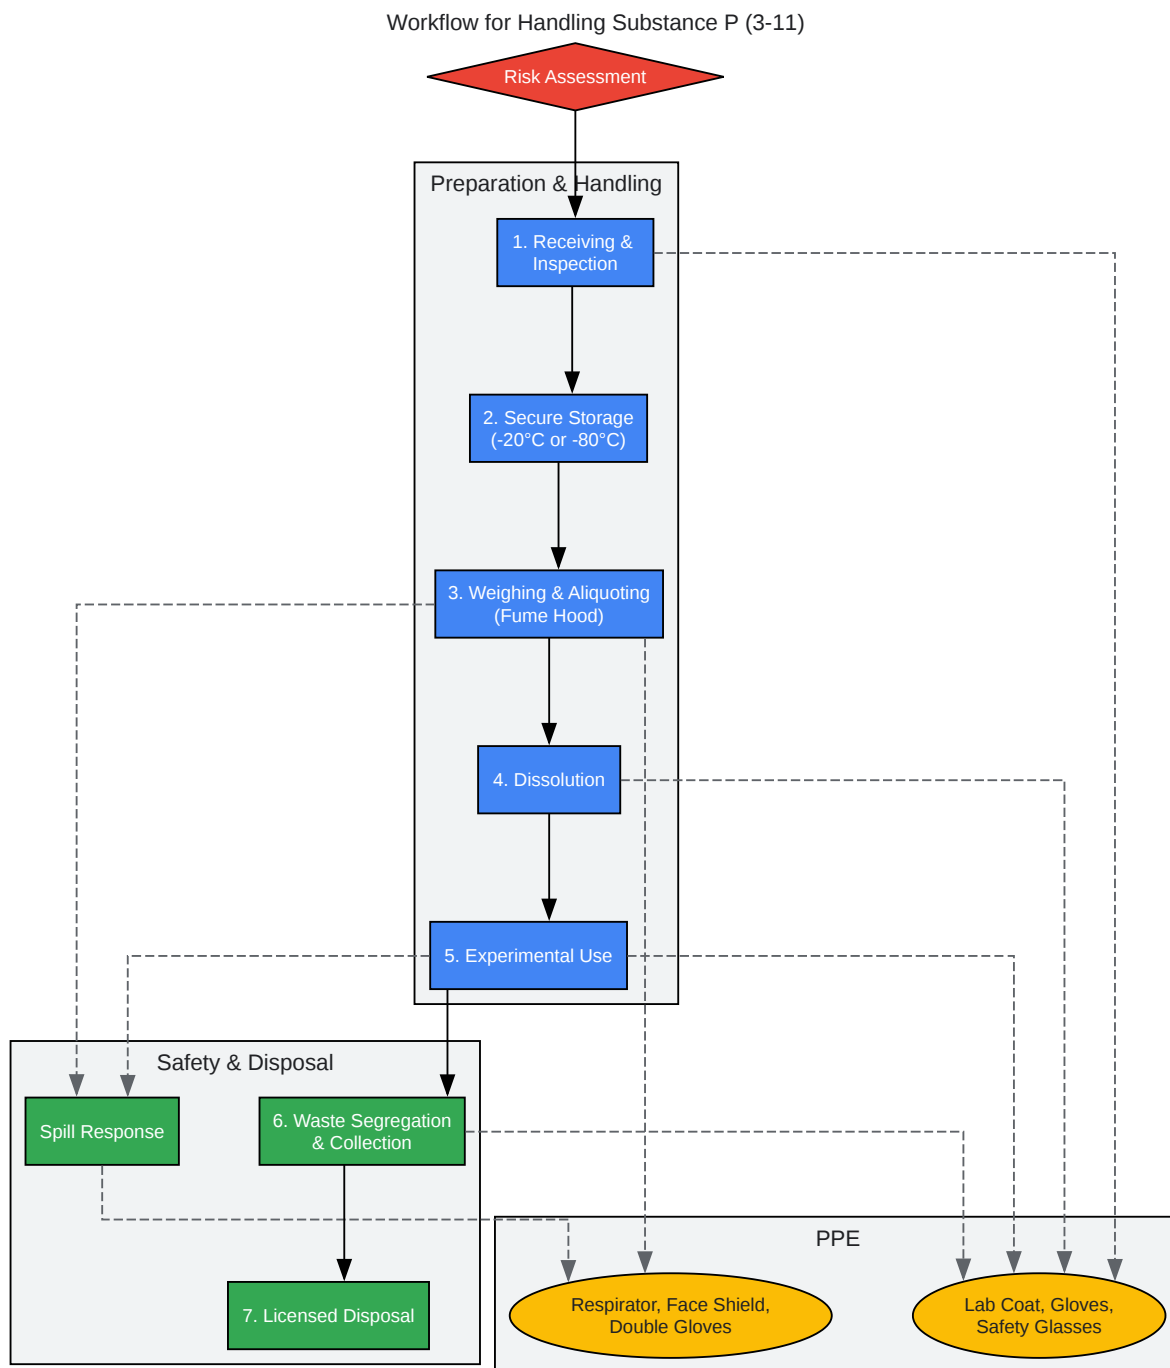 Workflow for Handling Substance P (3-11)
Risk Assessment
Preparation & Handling
1. Receiving &
Inspection
2. Secure Storage
(-20°C or -80°C)
3. Weighing & Aliquoting
(Fume Hood)
4. Dissolution
5. Experimental Use
Safety & Disposal
Spill Response
6. Waste Segregation
& Collection
7. Licensed Disposal
PPE
Respirator, Face Shield,
Double Gloves
Lab Coat, Gloves,
Safety Glasses